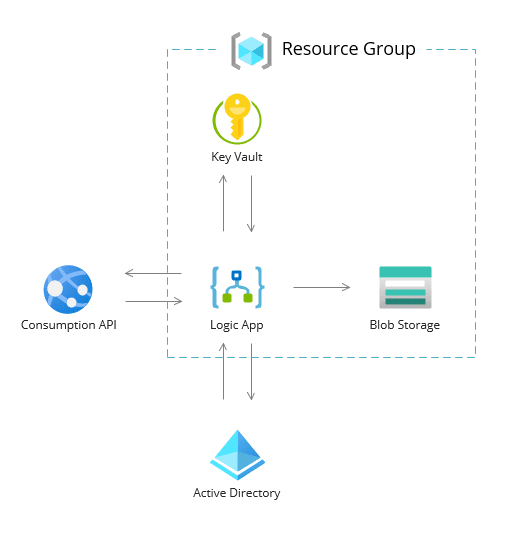 Resource Group
Key Vault
Consumption API
Logic App
Blob Storage
Active Directory